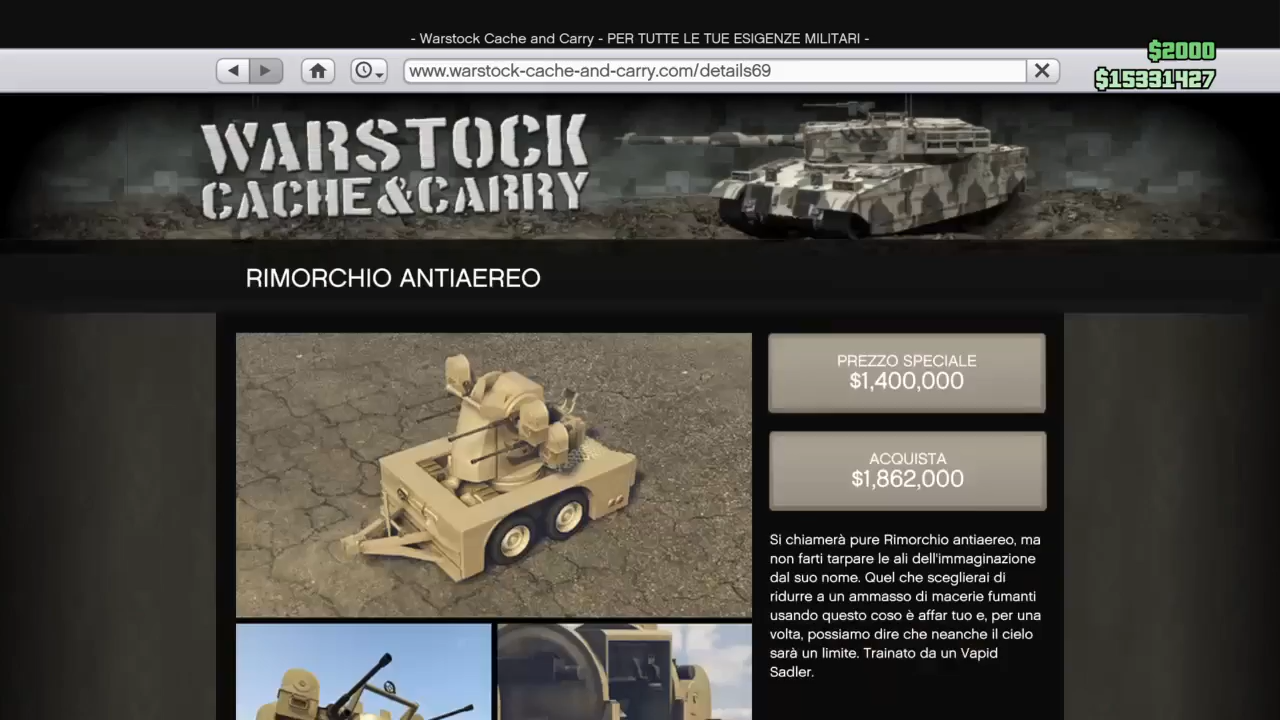 - Warstock Cache and Carry - PER TUTTE LE TUE ESIGENZE MILITARI -
$2000
www.warstock-cache-and-carry.com/details69
$15331427
WARSTOCK
CACHE&CARRY
RIMORCHIO ANTIAEREO
PREZZO SPECIALE
$1,400,000
ACQUISTA
$1,862,000
Si chiamerà pure Rimorchio antiaereo, ma
non farti tarpare le ali dell'immaginazione
dal suo nome. Quel che sceglierai di
ridurre a un ammasso di macerie fumanti
usando questo coso è affar tuo e, per una
volta, possiamo dire che neanche il cielo
sarà un limite. Trainato da un Vapid
Sadler.